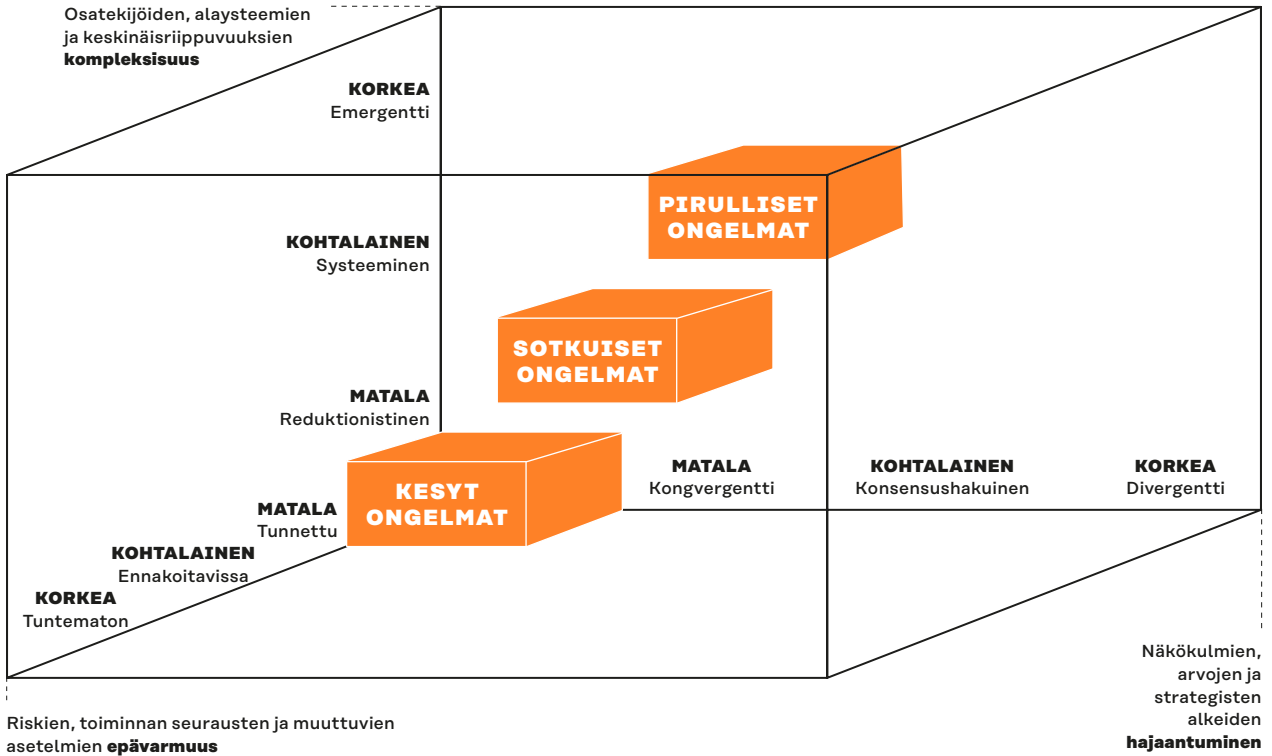 Osatekijöiden, alaysteemien
ja keskinäisriippuvuuksien
kompleksisuus
KORKEA
Emergentti
KOHTALAINEN
Systeeminen
MATALA
Reduktionistinen
PIRULLISET
ONGELMAT
SOTKUISET
ONGELMAT
KESYT
ONGELMAT
MATALA
Tunnettu
KOHTALAINEN
Ennakoitavissa
KORKEA
Tuntematon
MATALA
Kongvergentti
KOHTALAINEN
Konsensushakuinen
KORKEA
Divergentti
Riskien, toiminnan seurausten ja muuttuvien
asetelmien epävarmuus
Näkökulmien,
arvojen ja
strategisten
alkeiden
hajaantuminen